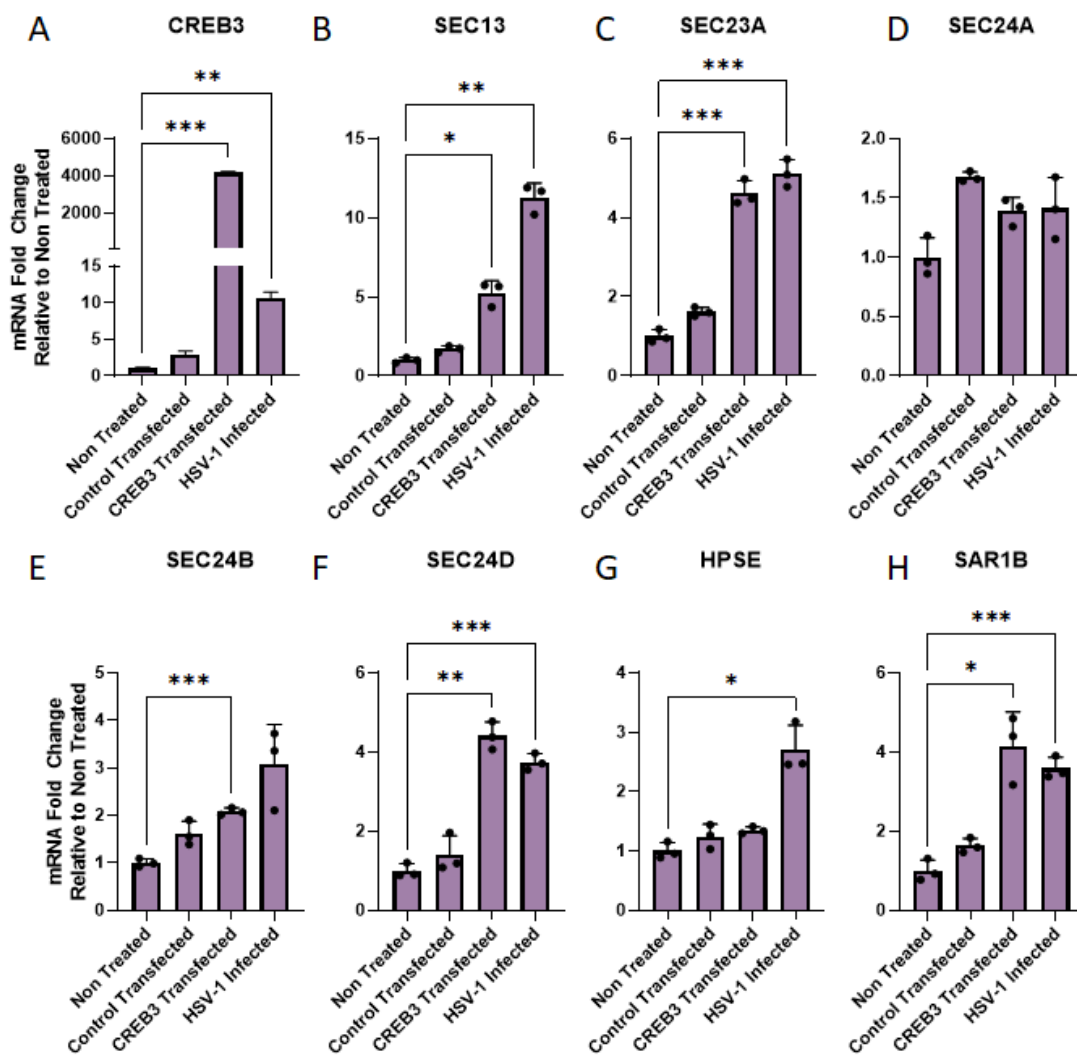 A CREB3
B SEC13
C SEC23A
D SEC24A
mRNA Fold Change
Relative to Non Treated
**
***
6000
4000
2000
15
10
5
0
Non Treated
Control Transfected
CREB3 Transfected
HSV-1 Infected
**
*
15
10
5
0
Non Treated
Control Transfected
CREB3 Transfected
HSV-1 Infected
***
***
6
4
2
0
Non Treated
Control Transfected
CREB3 Transfected
HSV-1 Infected
2.0
1.5
1.0
0.5
0.0
Non Treated
Control Transfected
CREB3 Transfected
HSV-1 Infected
E SEC24B
F SEC24D
G HPSE
H SAR1B
mRNA Fold Change
Relative to Non Treated
***
5
4
3
2
1
0
Non Treated
Control Transfected
CREB3 Transfected
HSV-1 Infected
***
**
6
4
2
0
Non Treated
Control Transfected
CREB3 Transfected
HSV-1 Infected
*
4
3
2
1
0
Non Treated
Control Transfected
CREB3 Transfected
HSV-1 Infected
***
*
6
4
2
0
Non Treated
Control Transfected
CREB3 Transfected
HSV-1 Infected